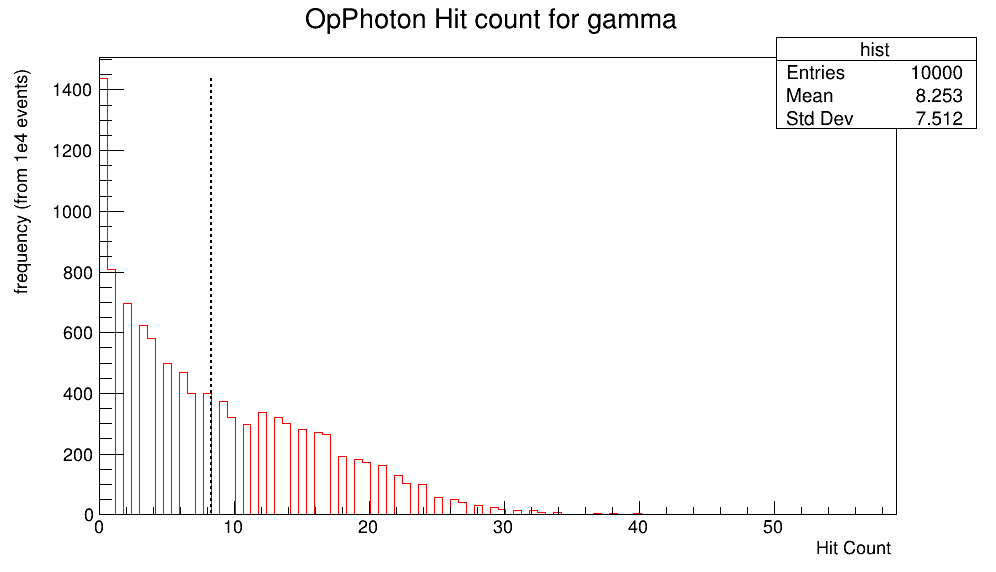 OpPhoton Hit count for gamma
hist
Entries 10000
Mean 8.253
Std Dev 7.512
frequency (from 1e4 events)
1400
1200
1000
800
600
400
200
0
0 10 20 30 40 50
Hit Count